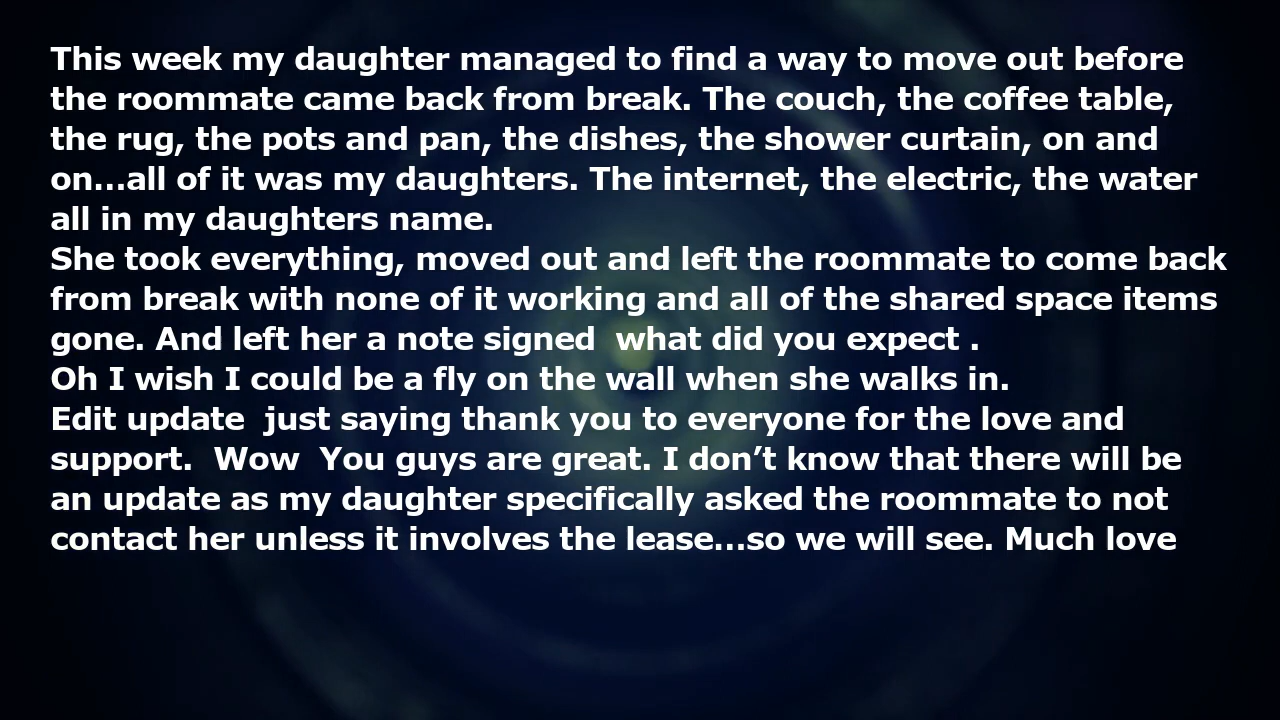 This week my daughter managed to find a way to move out before
the roommate came back from break. The couch, the coffee table,
the rug, the pots and pan, the dishes, the shower curtain, on and
on...all of it was my daughters. The internet, the electric, the water
all in my daughters name.
She took everything, moved out and left the roommate to come back
from break with none of it working and all of the shared space items
gone. And left her a note signed  what did you expect .
Oh I wish I could be a fly on the wall when she walks in.
Edit update  just saying thank you to everyone for the love and
support.  Wow  You guys are great. I don’t know that there will be
an update as my daughter specifically asked the roommate to not
contact her unless it involves the lease...so we will see. Much love